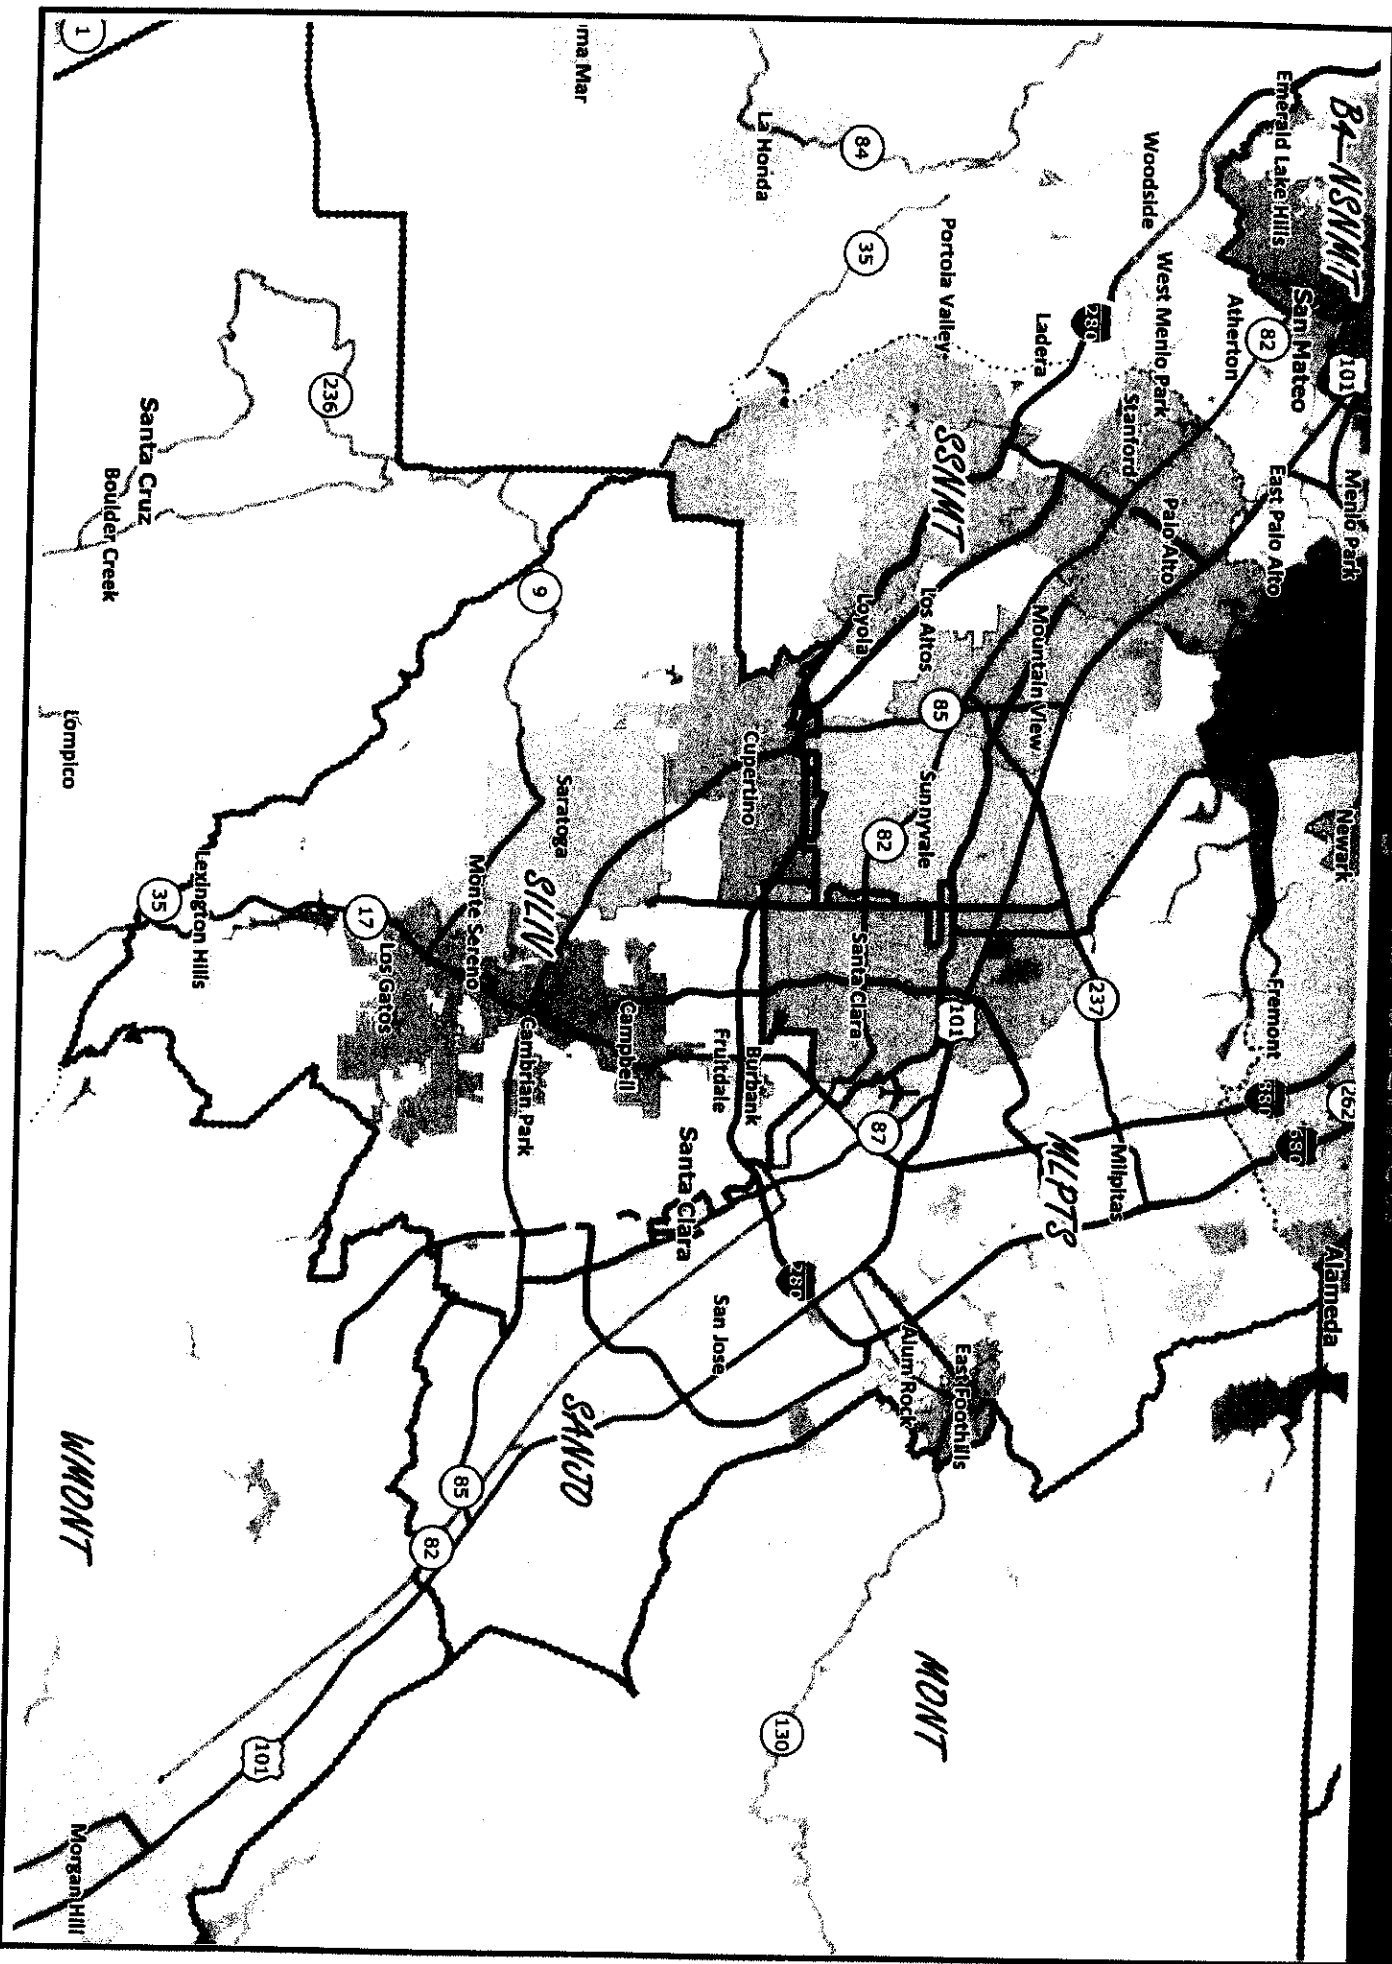 B4-NSNMT
Emerald Lake Hills
San Mateo
101
Menlo Park
Newark
Fremont
262
880
680
Alameda
Woodside
West Menlo Park
Atherton
82
East Palo Alto
Stanford
Palo Alto
280
Ladera
Portola Valley
SSNMT
Los Altos
Loyola
Mountain View
85
Sunnyvale
82
Santa Clara
101
237
Milpitas
MLPTS
87
84
La Honda
35
Cupertino
Burbank
Fruitdale
Santa Clara
280
San Jose
Alum Rock
East Foothills
MONT
130
ma Mar
9
Saratoga
SILIV
Campbell
Cambrian Park
Monte Sereno
SANJO
85
82
236
17
Los Gatos
Lexington Hills
35
101
1
Santa Cruz
Boulder Creek
Lompico
WMONT
Morgan Hill